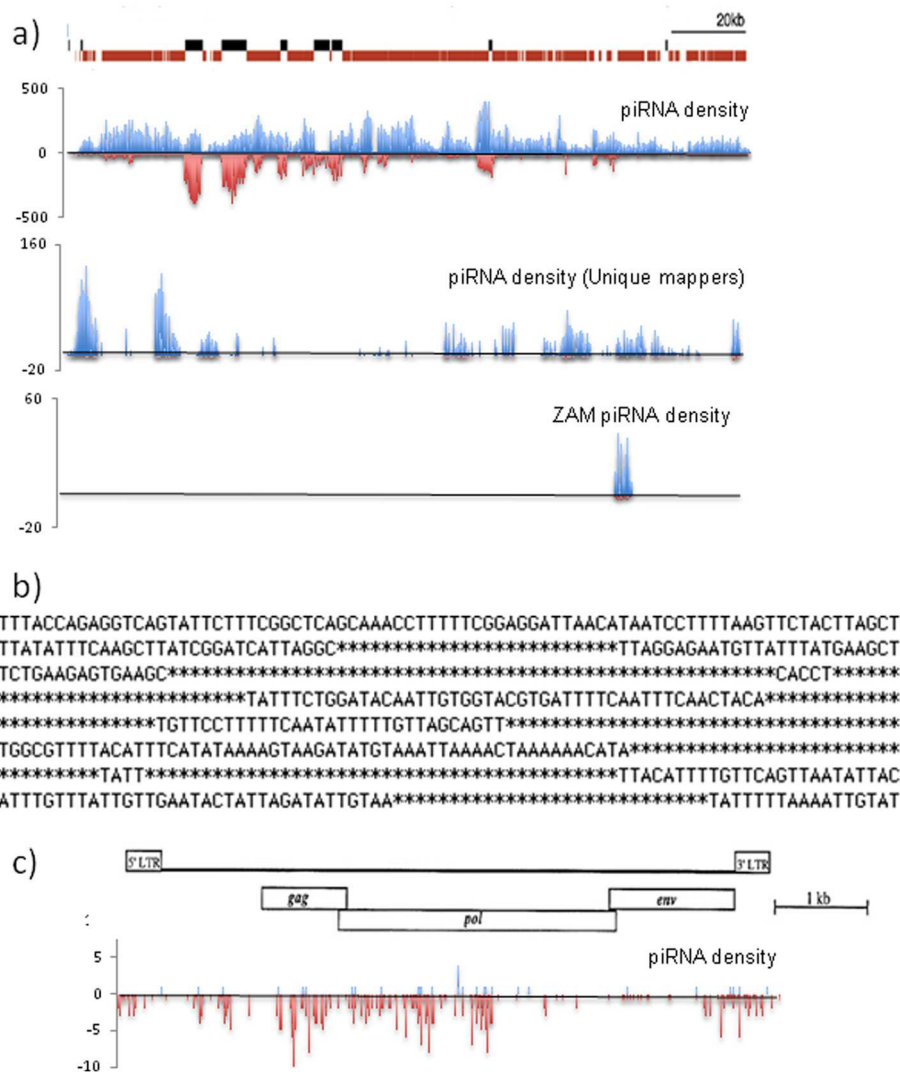 a)
20kb
500
piRNA density
0
-500
160
piRNA density (Unique mappers)
-20
60
ZAM piRNA density
-20
b)
TTTACCAGAGGTCAGTATTCTTTCGGCTCAGCAAACCTTTTTCGGAGGATTAACATAATCCTTTTAAGTTCTACTTAGCT
TTATATTTCAAGCTTATCGGATCATTAGGC*************************TTAGGAGAATGTTATTTATGAAGCT
TCTGAAGAGTGAAGC******************************************************CACCT******
**********************TATTTCTGGATACAATTGTGGTACGTGATTTTCAATTTCAACTACA************
**************TGTTCCTTTTTCAATATTTTTGTTAGCAGTT***********************************
TGGCGTTTTACATTTCATATAAAAGTAAGATATGTAAATTAAAACTAAAAAACATA************************
*********TATT******************************************TTACATTTTGTTCAGTTAATATTAC
ATTTGTTTATTGTTGAATACTATTAGATATTGTAA****************************TATTTTTAAAATTGTAT
c)
5' LTR
3' LTR
gag
env
1 kb
pol
piRNA density
5
0
-5
-10